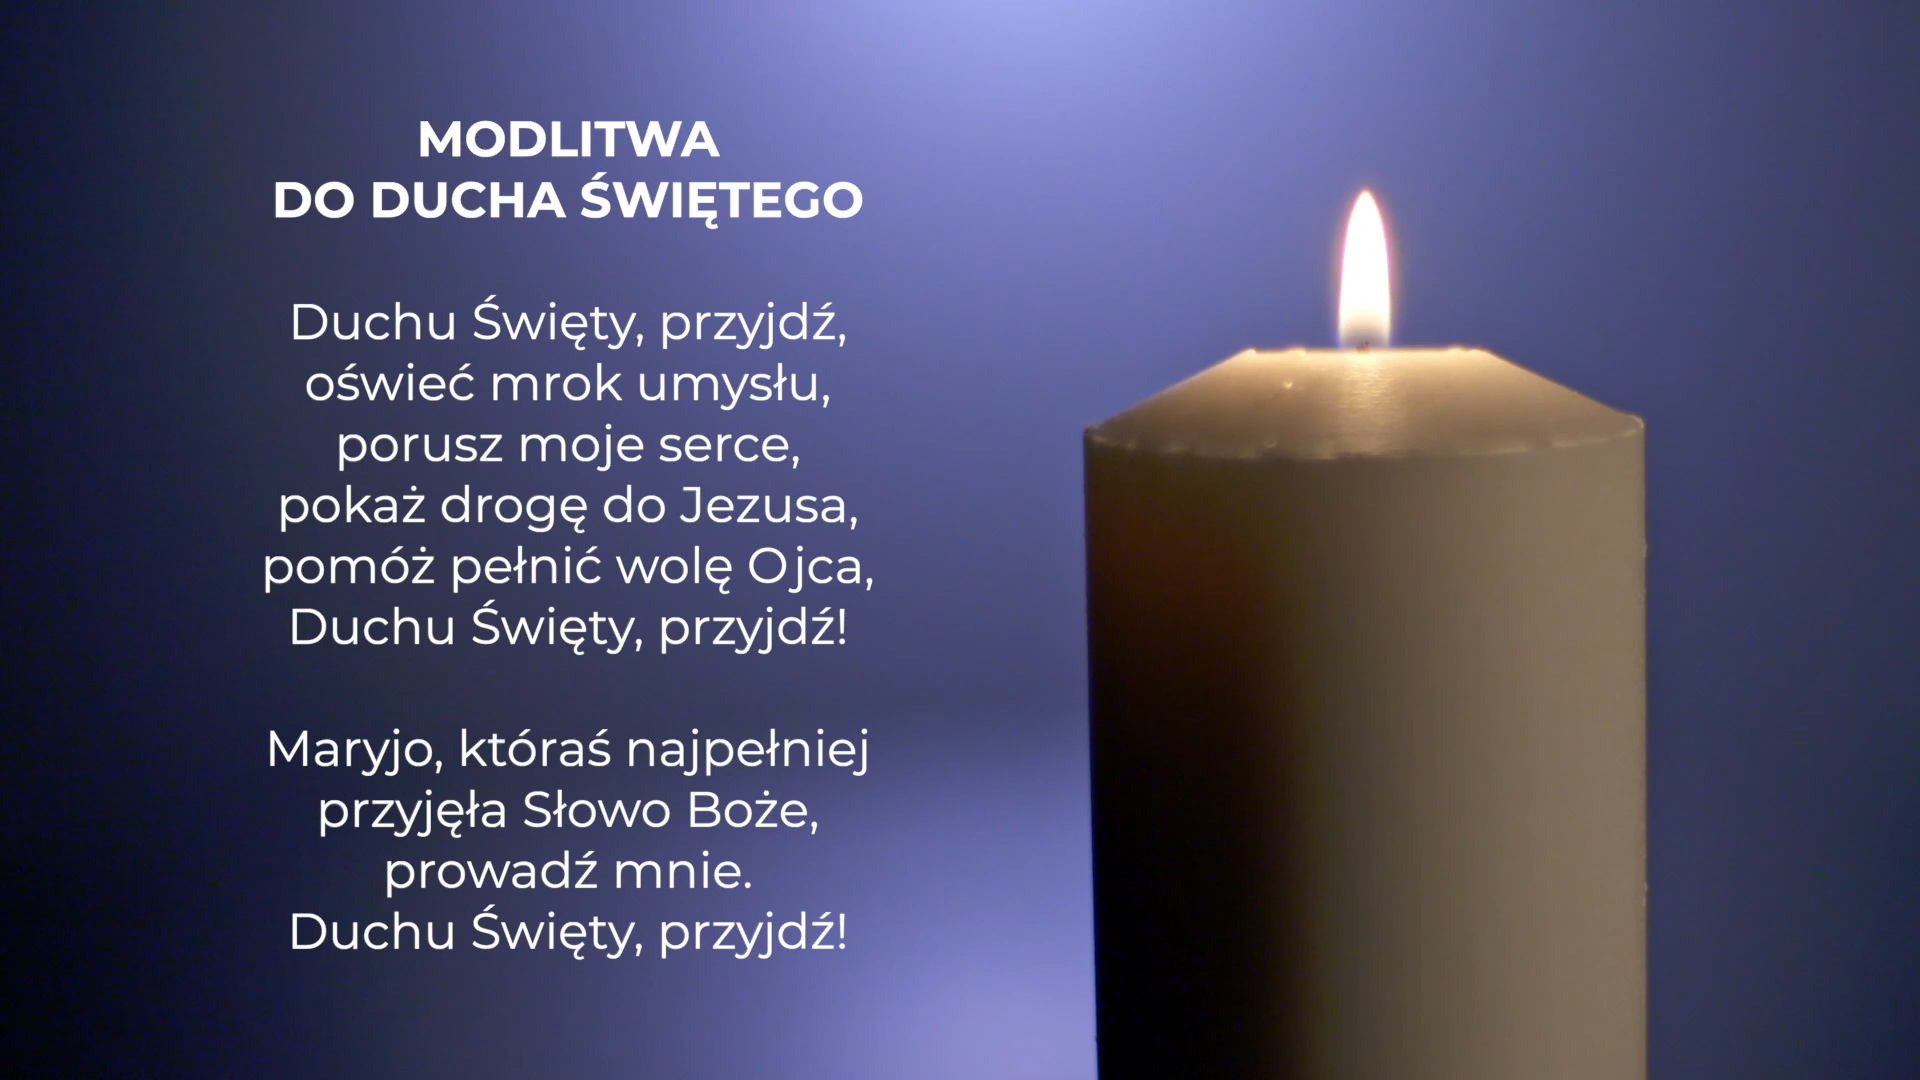 MODLITWA
DO DUCHA ŚWIĘTEGO
Duchu Święty, przyjdź,
oświeć mrok umysłu,
porusz moje serce,
pokaż drogę do Jezusa,
pomóż pełnić wolę Ojca,
Duchu Święty, przyjdź!
Maryjo, któraś najpełniej
przyjęła Słowo Boże,
prowadź mnie.
Duchu Święty, przyjdź!